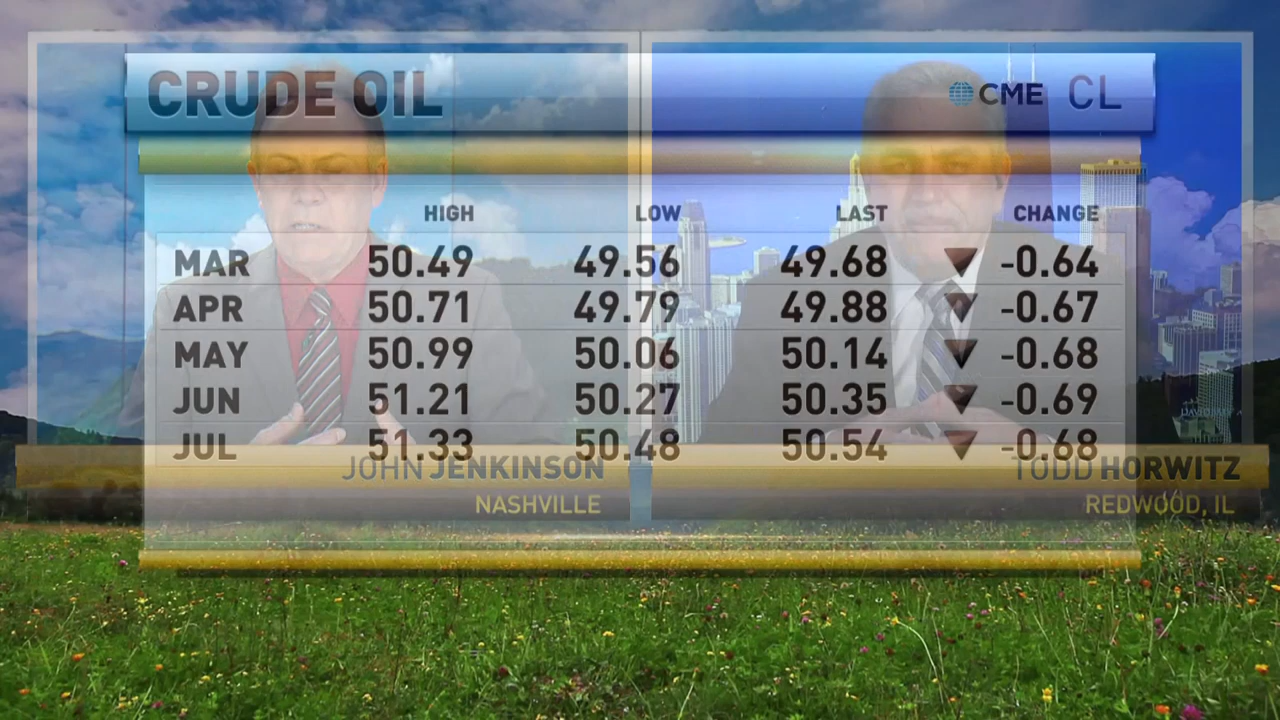 CRUDE OIL CME CL
HIGH LOW LAST CHANGE
MAR 50.49 49.56 49.68 -0.64
APR 50.71 49.79 49.88 -0.67
MAY 50.99 50.06 50.14 -0.68
JUN 51.21 50.27 50.35 -0.69
JUL 51.33 50.48 50.54 -0.68
JOHN JENKINSON TODD HORWITZ
NASHVILLE REDWOOD, IL